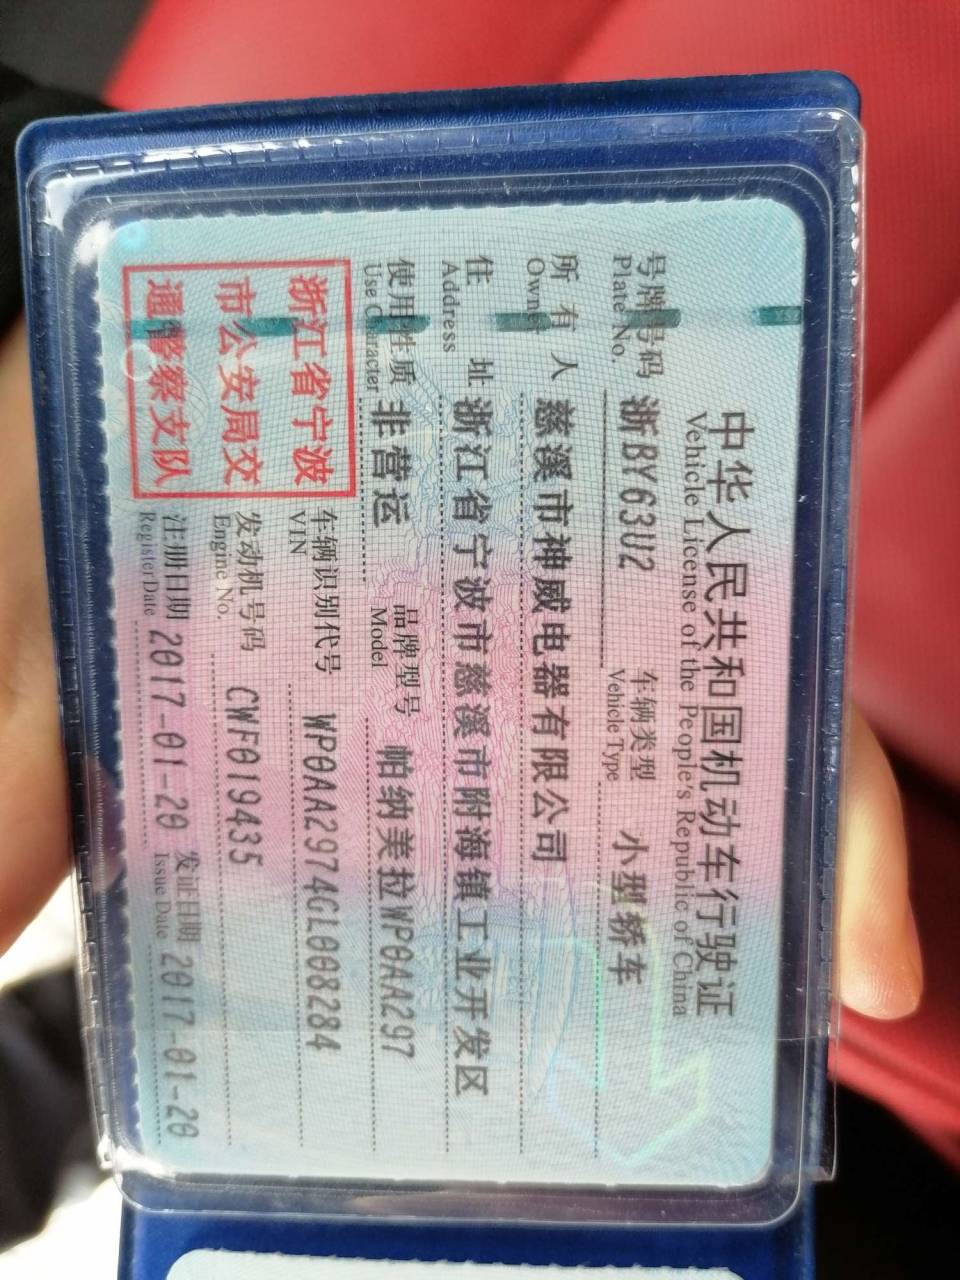 中华人民共和国机动车行驶证
Vehicle License of the People's Republic of China
号牌号码 浙BY63U2 车辆类型 小型轿车
Plate No. Vehicle Type
所有人 慈溪市神威电器有限公司
Owner
住址 浙江省宁波市慈溪市附海镇工业开发区
Address
使用性质 非营运 品牌型号 帕纳美拉WP0AA297
Use Character Model
浙江省宁波
市公安局交
通警察支队
车辆识别代号 WP0AA2974GL008284
VIN
发动机号码 CWF019435
Engine No.
注册日期 2017-01-20 发证日期 2017-01-20
Register Date Issue Date